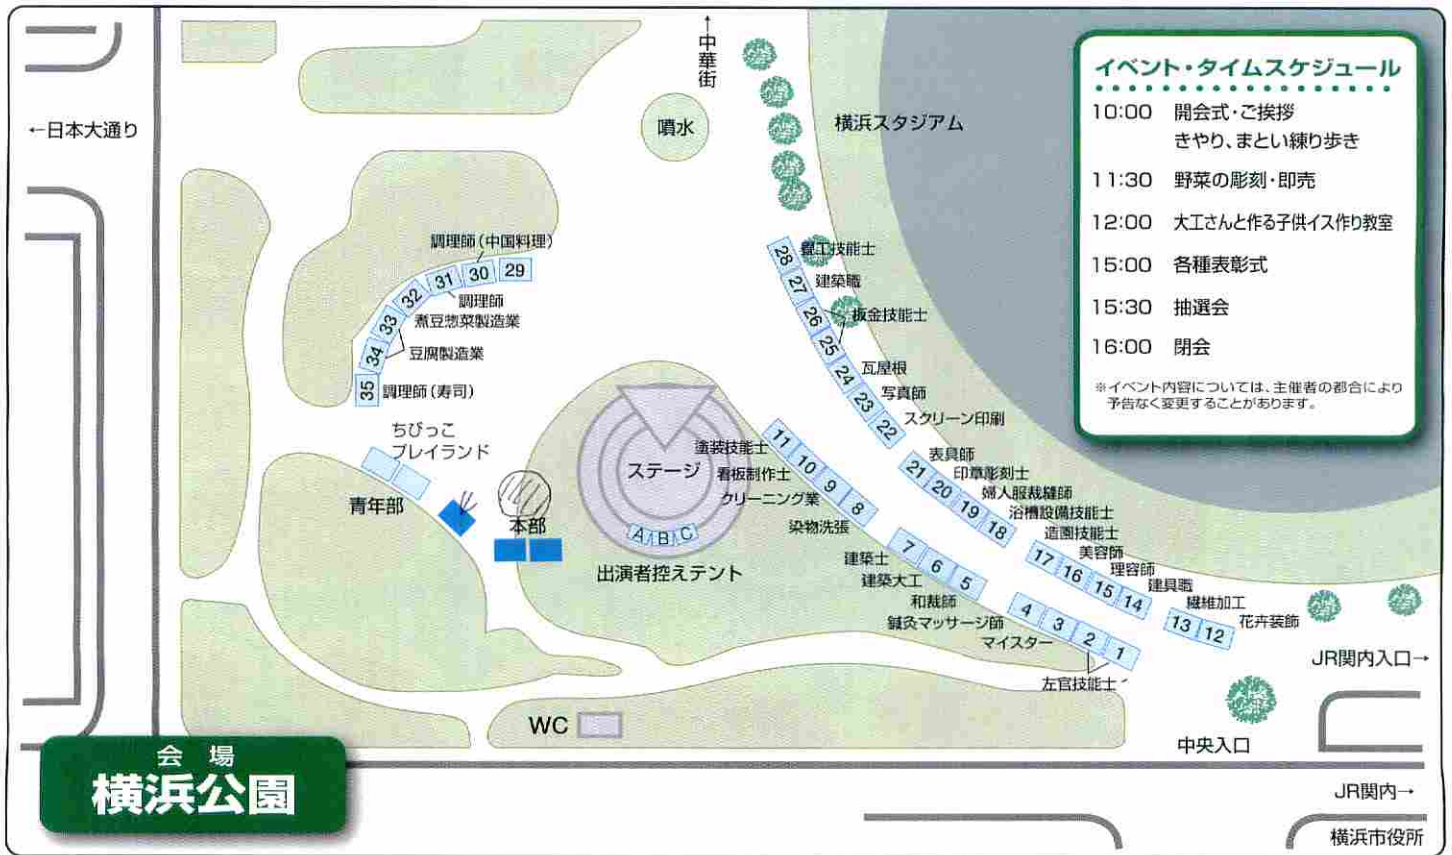 ↑中華街
←日本大通り
噴水
横浜スタジアム
イベント・タイムスケジュール
10:00 開会式・ご挨拶
きやり、まとい練り歩き
11:30 野菜の彫刻・即売
12:00 大工さんと作る子供イス作り教室
15:00 各種表彰式
15:30 抽選会
16:00 閉会
※イベント内容については、主催者の都合により
予告なく変更することがあります。
調理師(中国料理)
29
30
31
調理師
32
煮豆惣菜製造業
33
豆腐製造業
34
35
調理師(寿司)
28
畳工技能士
27
建築職
26
板金技能士
25
24
瓦屋根
23
写真師
22
スクリーン印刷
21
表具師
20
印章彫刻士
19
婦人服裁縫師
18
浴槽設備技能士
造園技能士
17
美容師
16
理容師
15
建具職
14
繊維加工
13
12
花卉装飾
塗装技能士
11
看板制作士
10
クリーニング業
9
染物洗張
8
建築士
7
建築大工
6
和裁師
5
鍼灸マッサージ師
4
マイスター
3
2
1
左官技能士
ちびっこ
プレイランド
青年部
本部
ステージ
A B C
出演者控えテント
WC
JR関内入口→
中央入口
JR関内→
横浜市役所
会場
横浜公園